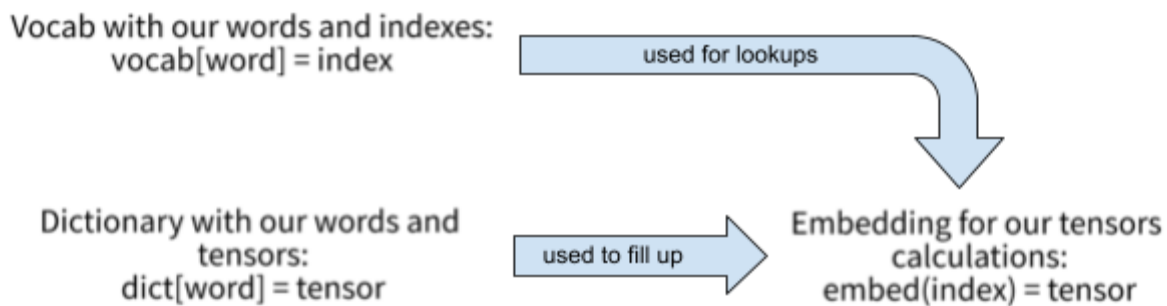 Vocab with our words and indexes:
vocab[word] = index
used for lookups
Dictionary with our words and
tensors:
dict[word] = tensor
used to fill up
Embedding for our tensors
calculations:
embed(index) = tensor